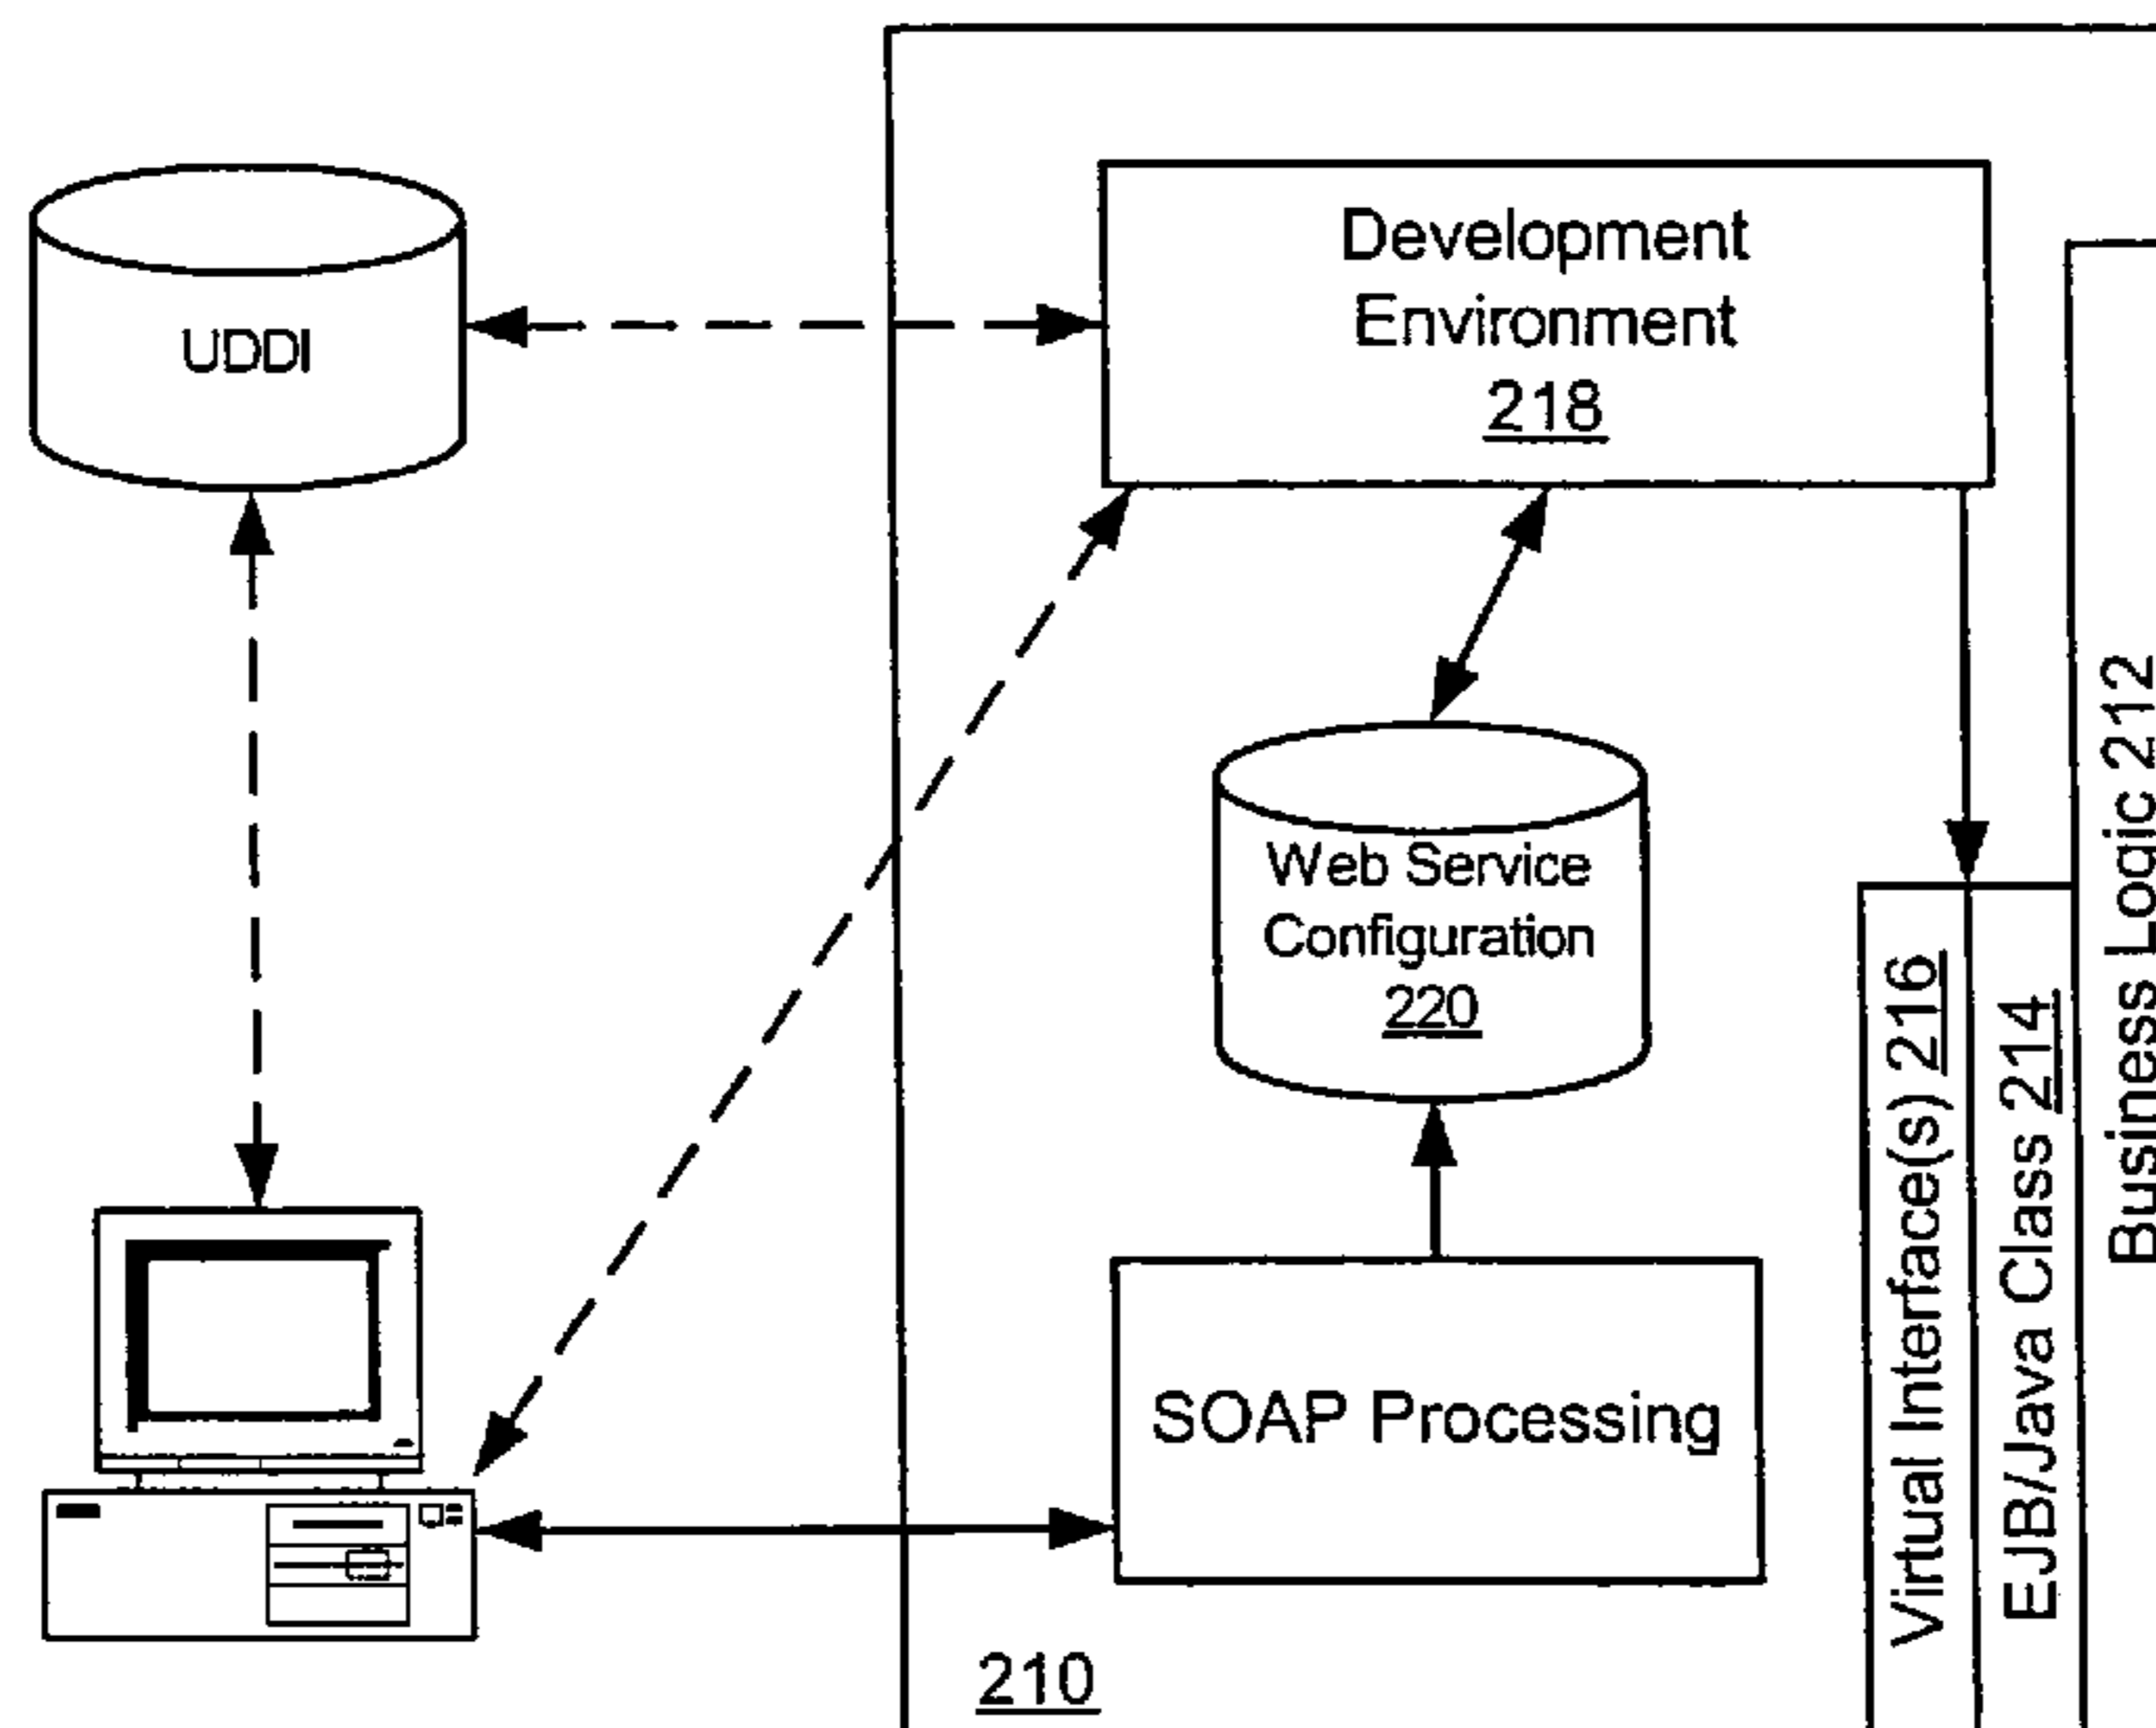 UDDI
Development
Environment
218
Web Service
Configuration
220
SOAP Processing
210
Virtual Interface(s) 216
EJB/Java Class 214
Business Logic 212